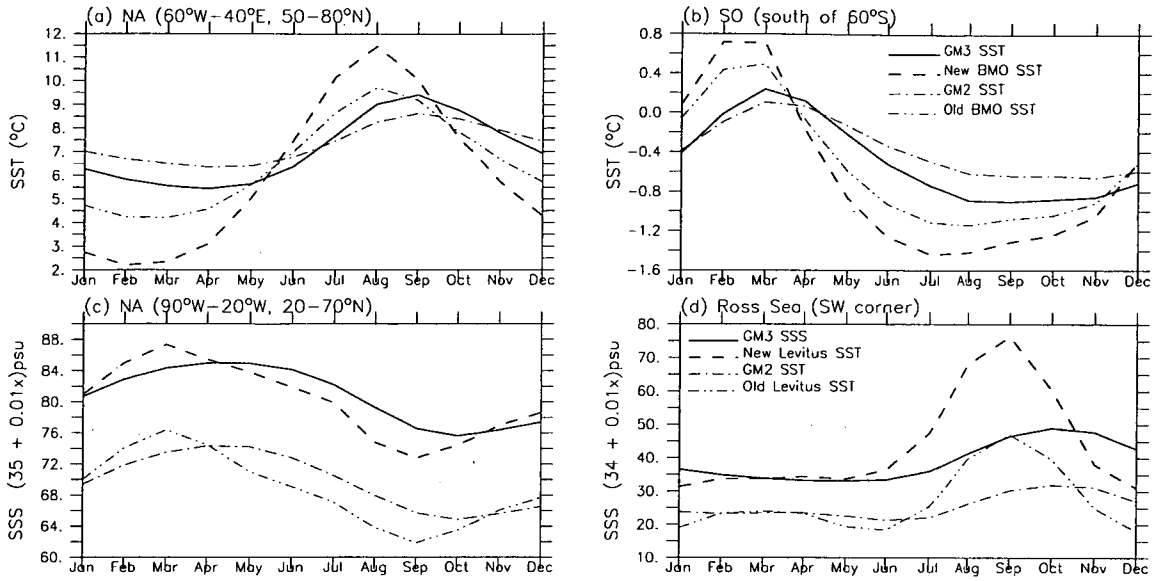 (a) NA (60°W–40°E, 50–80°N)
12.
11.
10.
9.
8.
7.
6.
5.
4.
3.
2.
SST (°C)
Jan Feb Mar Apr May Jun Jul Aug Sep Oct Nov Dec
(b) SO (south of 60°S)
0.8
0.4
0.0
−0.4
−0.8
−1.2
−1.6
SST (°C)
GM3 SST
New BMO SST
GM2 SST
Old BMO SST
Jan Feb Mar Apr May Jun Jul Aug Sep Oct Nov Dec
(c) NA (90°W–20°W, 20–70°N)
88.
84.
80.
76.
72.
68.
64.
60.
SSS (35 + 0.01x)psu
Jan Feb Mar Apr May Jun Jul Aug Sep Oct Nov Dec
(d) Ross Sea (SW corner)
80.
70.
60.
50.
40.
30.
20.
10.
SSS (34 + 0.01x)psu
GM3 SSS
New Levitus SST
GM2 SST
Old Levitus SST
Jan Feb Mar Apr May Jun Jul Aug Sep Oct Nov Dec